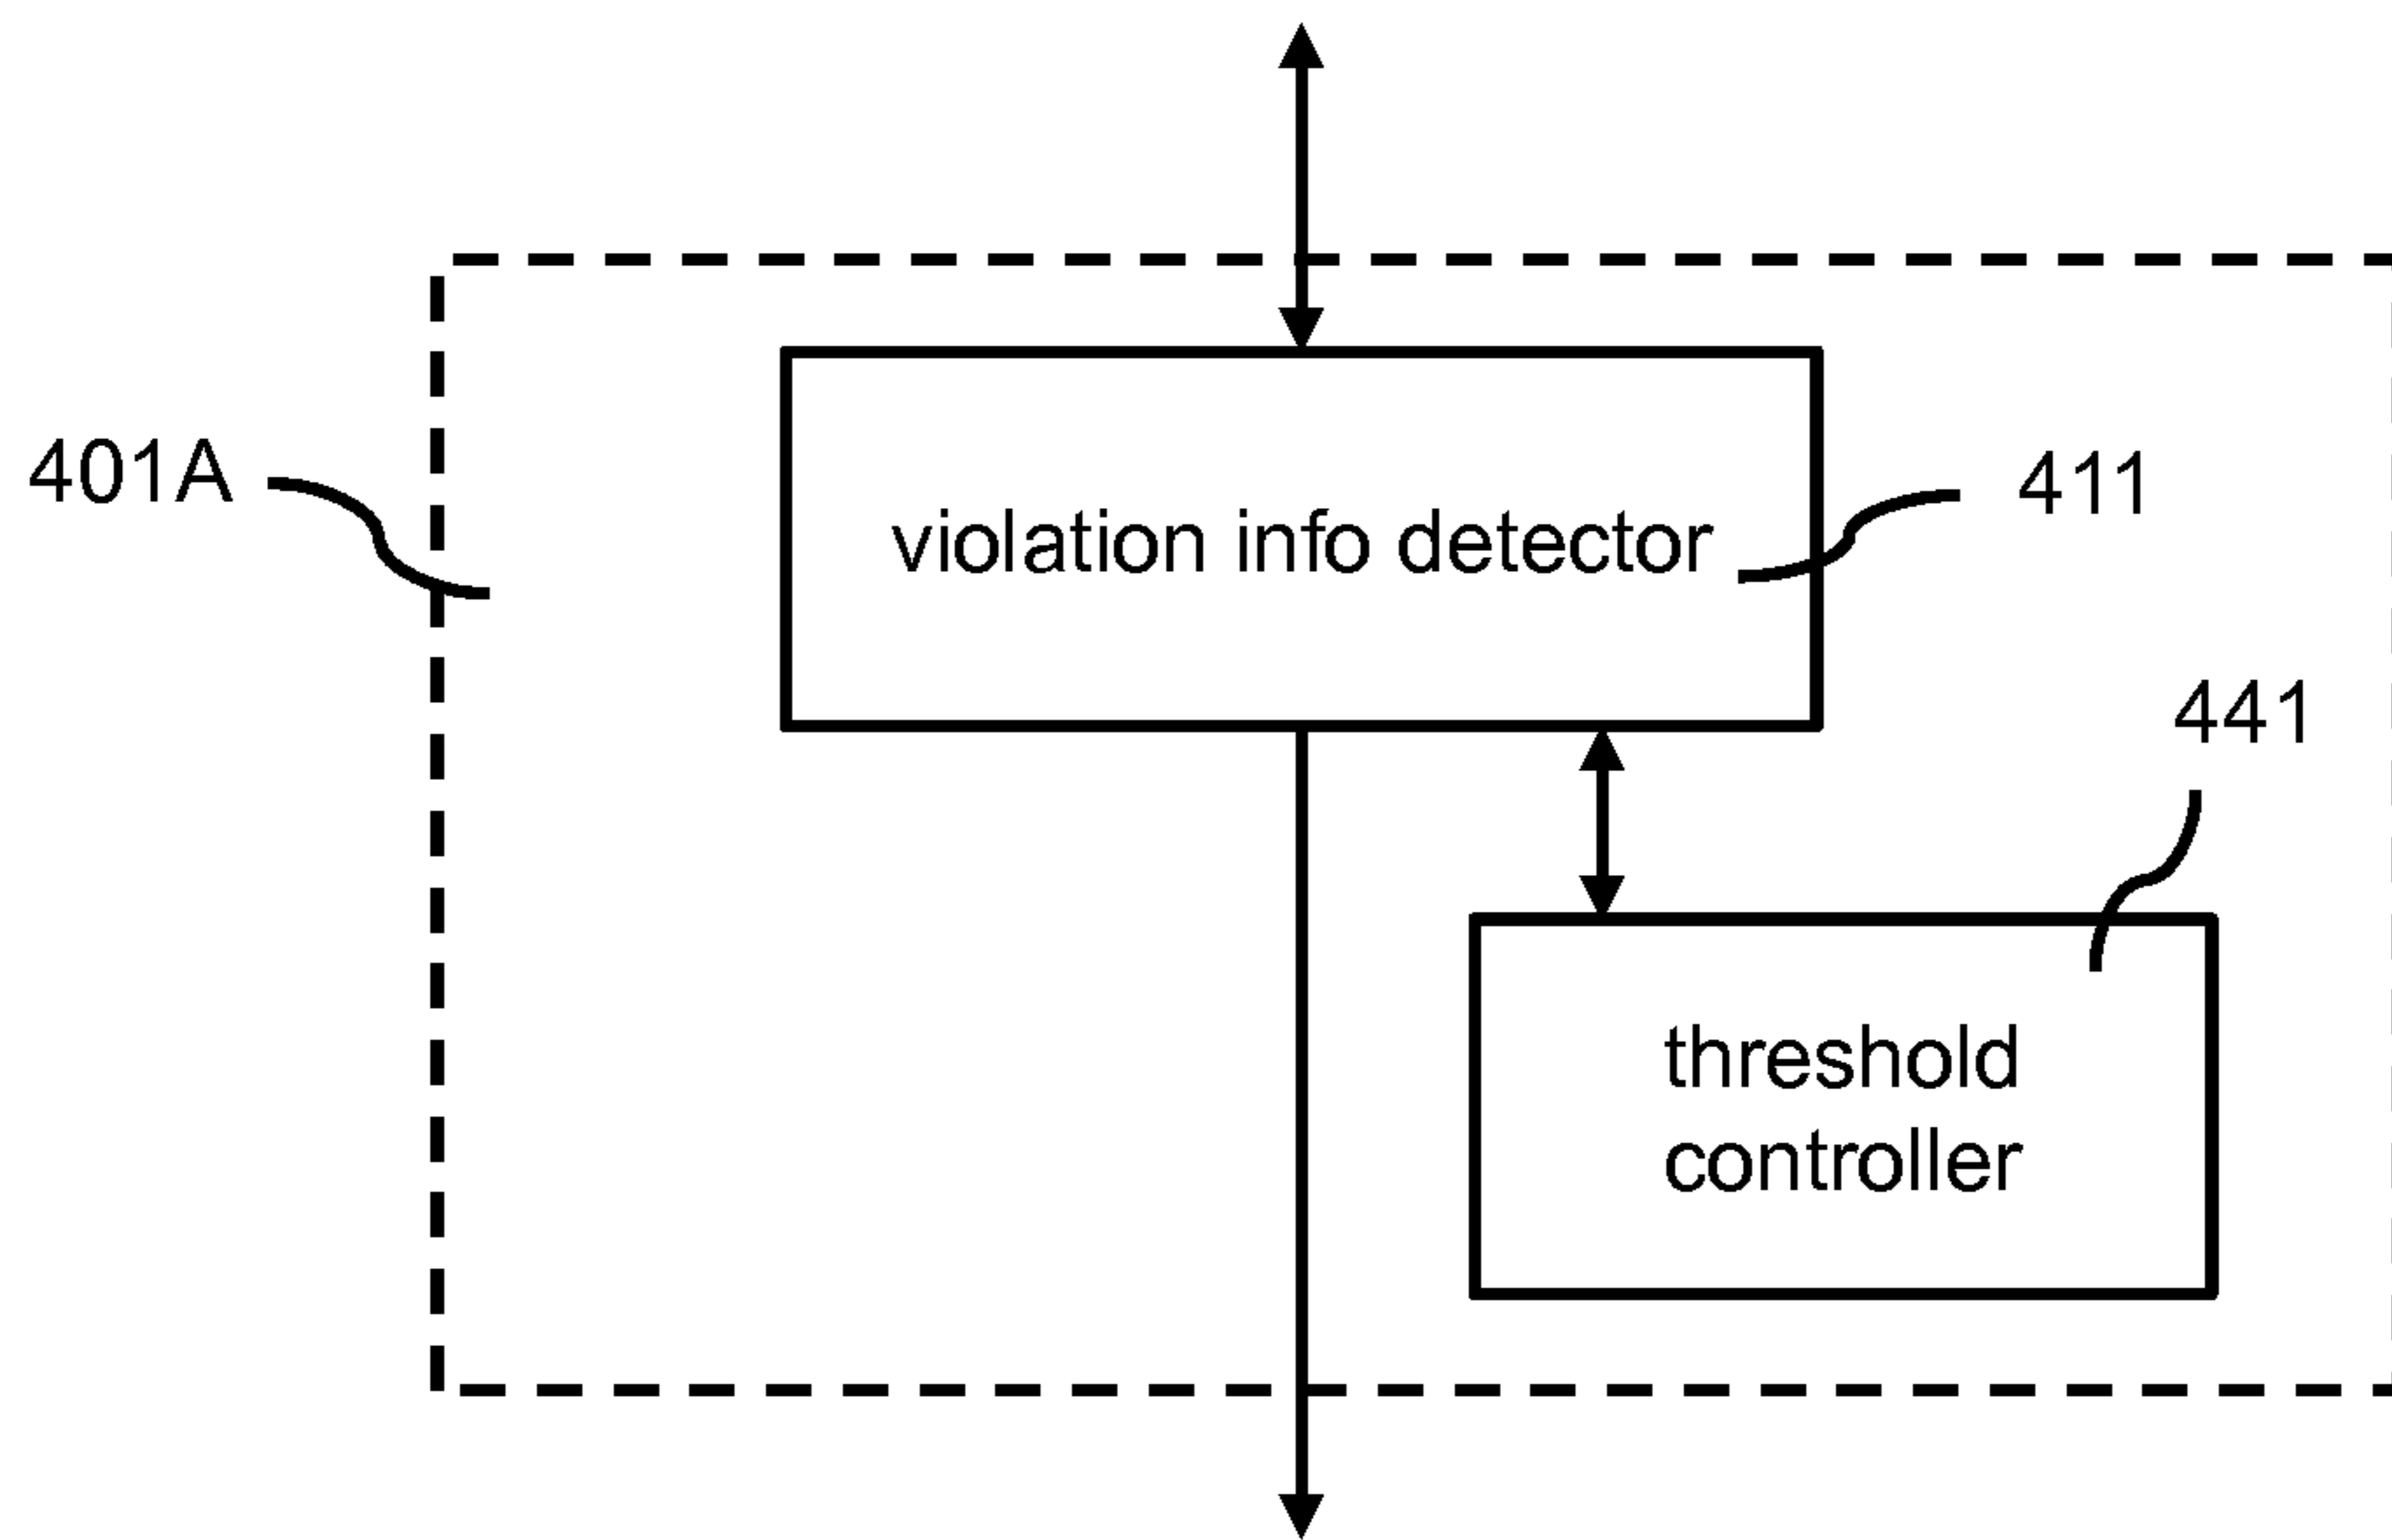 401A
violation info detector
411
441
threshold
controller